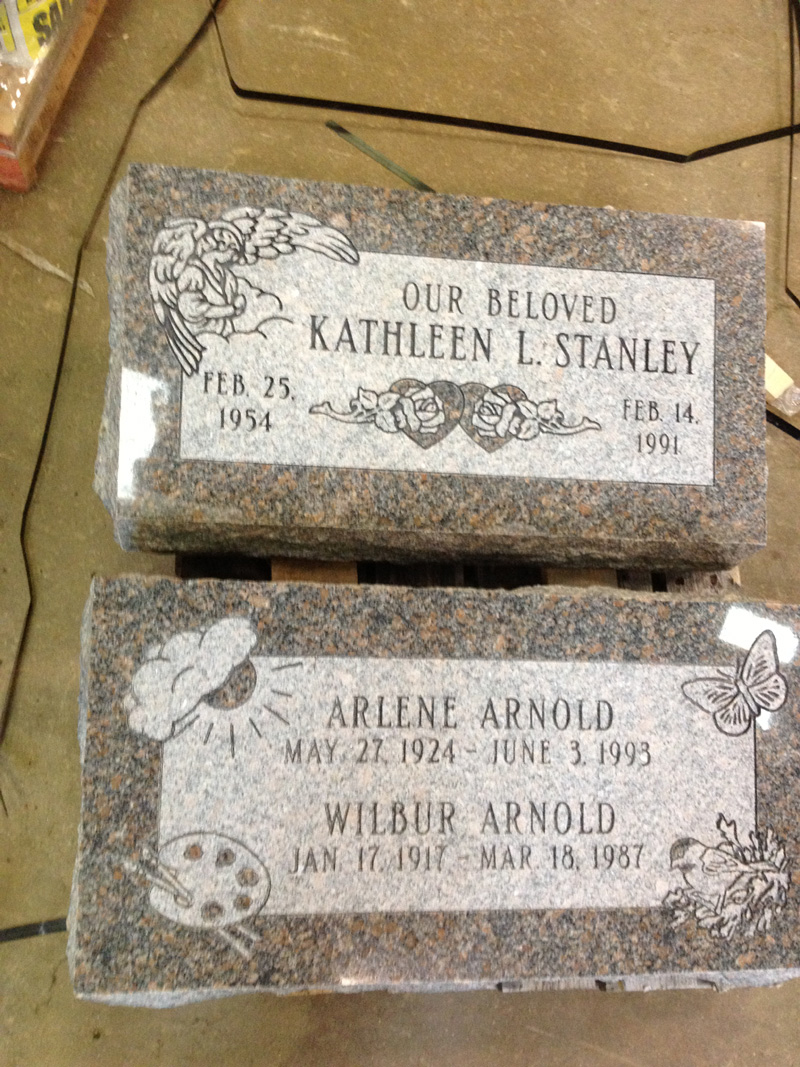 OUR BELOVED
KATHLEEN L. STANLEY
FEB. 25, 1954
FEB. 14, 1991
ARLENE ARNOLD
MAY 27, 1924 - JUNE 3, 1993
WILBUR ARNOLD
JAN. 17, 1917 - MAR. 18, 1987